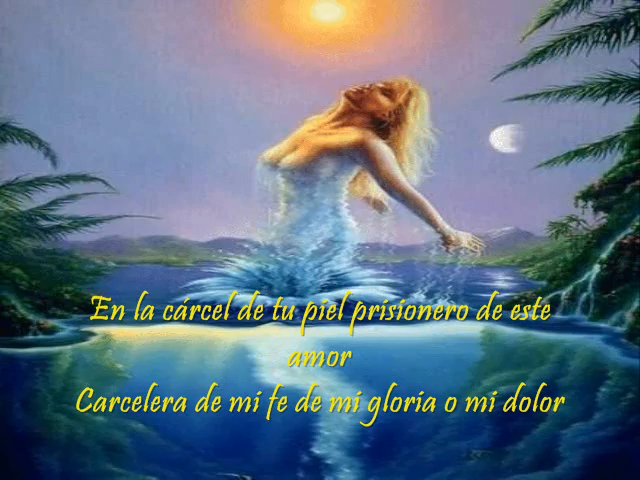 En la cárcel de tu piel prisionero de este
amor
Carcelera de mi fe de mi gloria o mi dolor